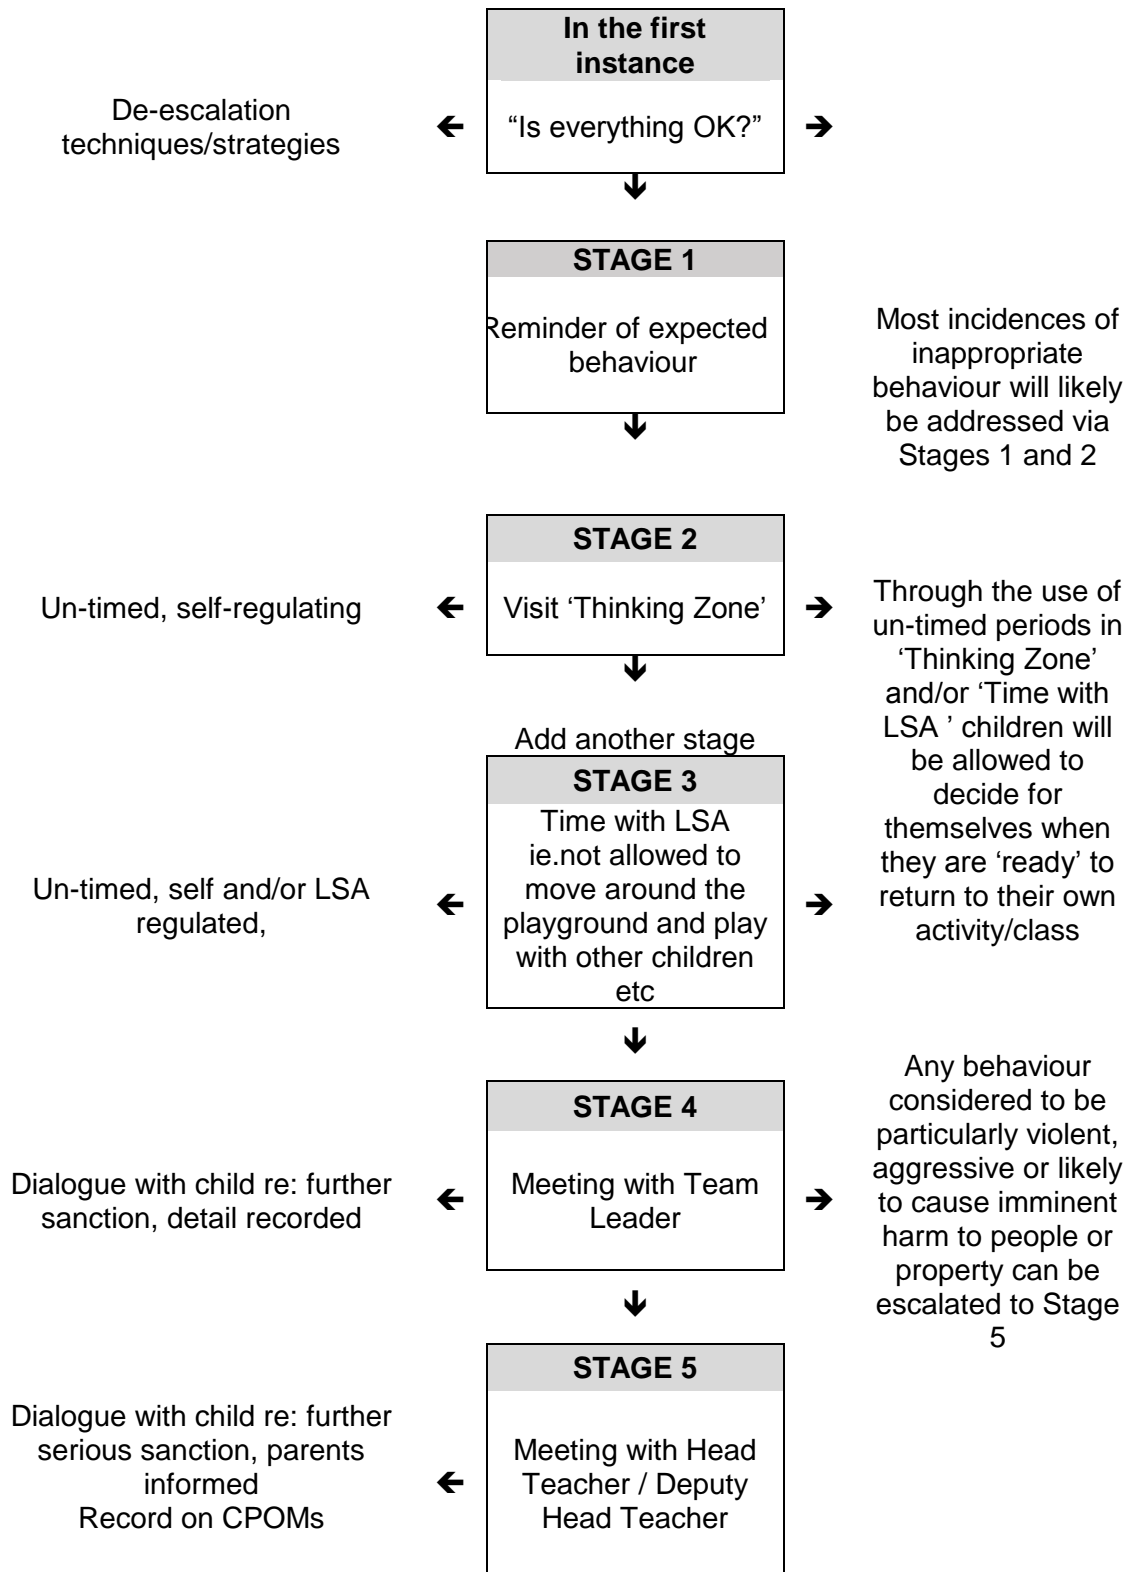 In the first
instance
De-escalation
techniques/strategies
🡸
“Is everything OK?”
🡺
🡻
STAGE 1
Reminder of expected
behaviour
🡻
Most incidences of
inappropriate
behaviour will likely
be addressed via
Stages 1 and 2
STAGE 2
Un-timed, self-regulating
🡸
Visit ‘Thinking Zone’
🡺
🡻
Through the use of
un-timed periods in
‘Thinking Zone’
and/or ‘Time with
LSA ’ children will
be allowed to
decide for
themselves when
they are ‘ready’ to
return to their own
activity/class
Add another stage
STAGE 3
Un-timed, self and/or LSA
regulated,
🡸
Time with LSA
ie.not allowed to
move around the
playground and play
with other children
etc
🡺
🡻
STAGE 4
Dialogue with child re: further
sanction, detail recorded
🡸
Meeting with Team
Leader
🡺
🡻
Any behaviour
considered to be
particularly violent,
aggressive or likely
to cause imminent
harm to people or
property can be
escalated to Stage
5
STAGE 5
Dialogue with child re: further
serious sanction, parents
informed
Record on CPOMs
🡸
Meeting with Head
Teacher / Deputy
Head Teacher